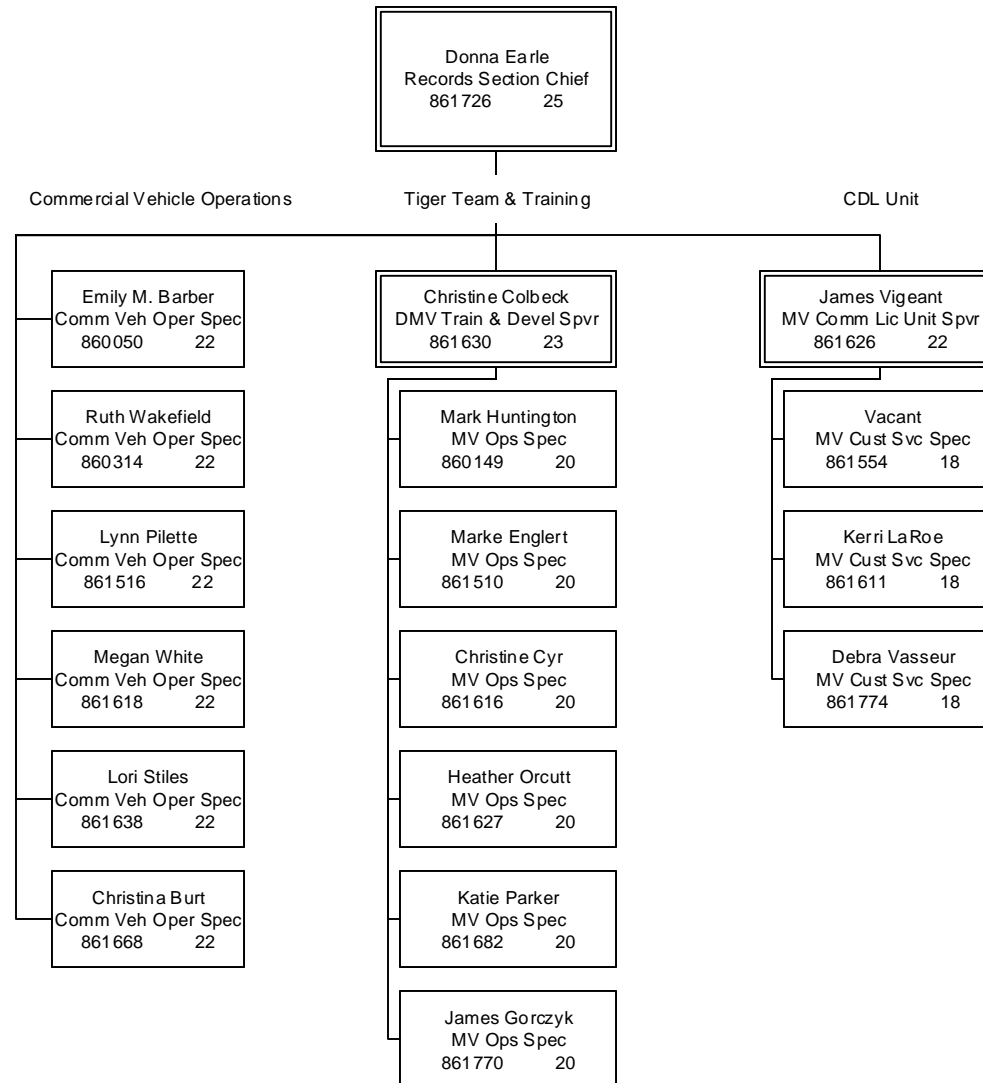 Donna Earle
Records Section Chief
861726 25
Commercial Vehicle Operations
Tiger Team & Training
CDL Unit
Emily M. Barber
Comm Veh Oper Spec
860050 22
Ruth Wakefield
Comm Veh Oper Spec
860314 22
Lynn Pilette
Comm Veh Oper Spec
861516 22
Megan White
Comm Veh Oper Spec
861618 22
Lori Stiles
Comm Veh Oper Spec
861638 22
Christina Burt
Comm Veh Oper Spec
861668 22
Christine Colbeck
DMV Train & Devel Spvr
861630 23
Mark Huntington
MV Ops Spec
860149 20
Marke Englert
MV Ops Spec
861510 20
Christine Cyr
MV Ops Spec
861616 20
Heather Orcutt
MV Ops Spec
861627 20
Katie Parker
MV Ops Spec
861682 20
James Gorczyk
MV Ops Spec
861770 20
James Vigeant
MV Comm Lic Unit Spvr
861626 22
Vacant
MV Cust Svc Spec
861554 18
Kerri LaRoe
MV Cust Svc Spec
861611 18
Debra Vasseur
MV Cust Svc Spec
861774 18